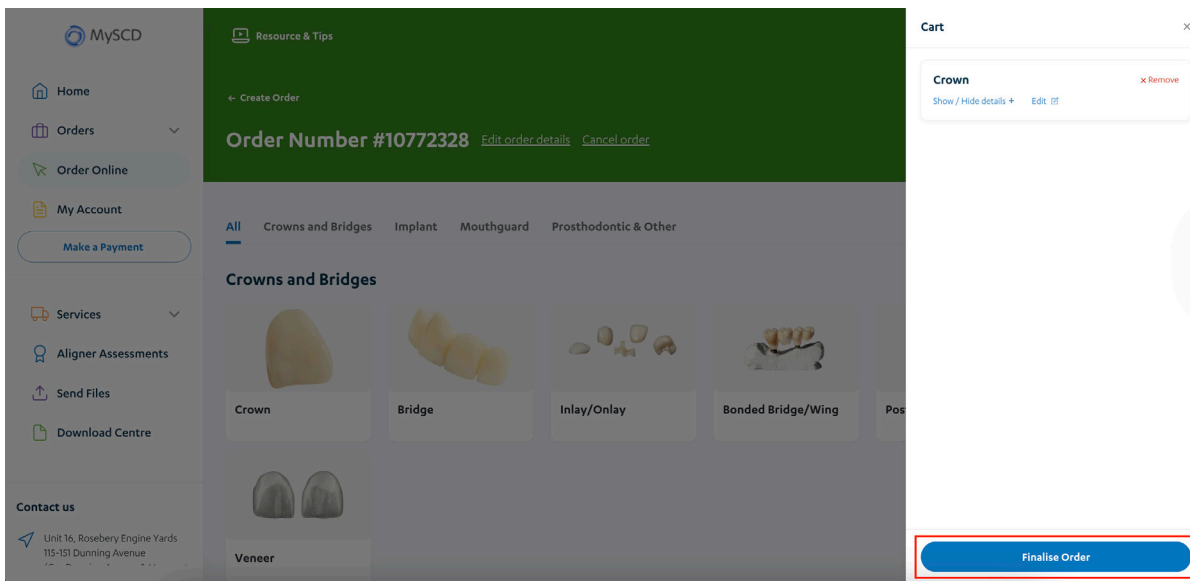 MySCD
Home
Orders
Order Online
My Account
Make a Payment
Services
Aligner Assessments
Send Files
Download Centre
Contact us
Unit 16, Rosebery Engine Yards
115-151 Dunning Avenue
Resource & Tips
← Create Order
Order Number #10772328 Edit order details Cancel order
All Crowns and Bridges Implant Mouthguard Prosthodontic & Other
Crowns and Bridges
Crown Bridge Inlay/Onlay Bonded Bridge/Wing
Veneer
Cart ×
Crown × Remove
Show / Hide details + Edit
Finalise Order